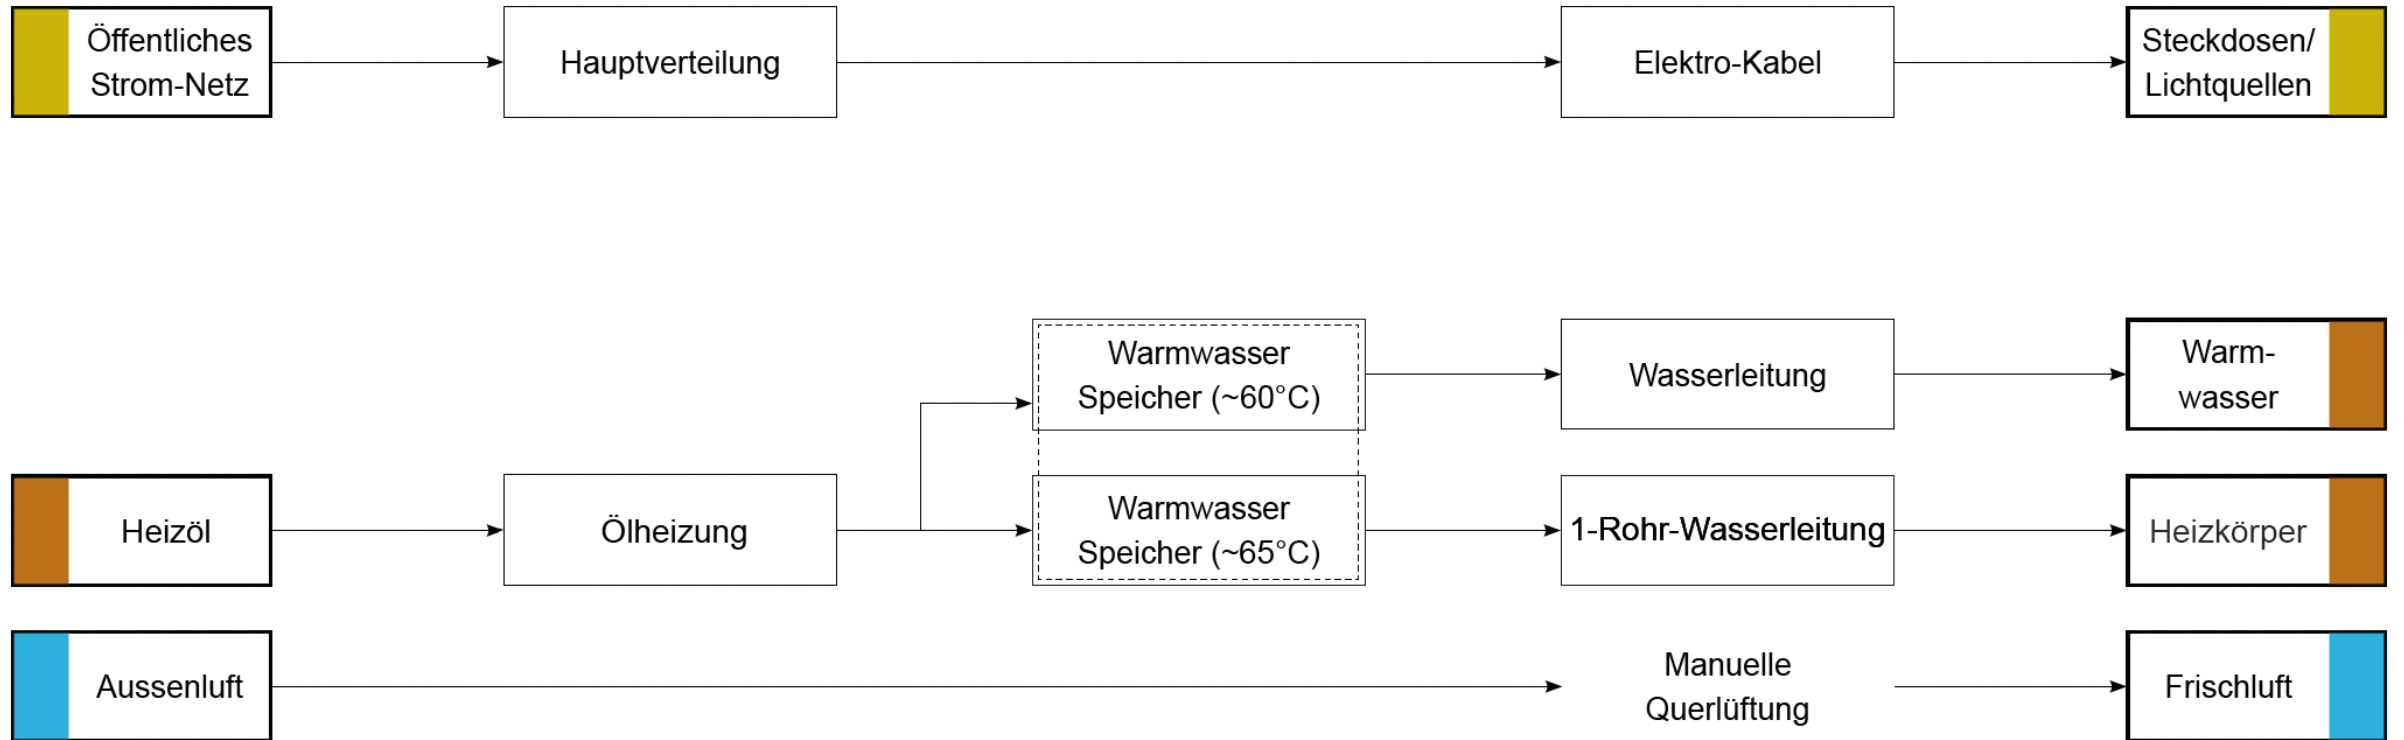 Öffentliches
Strom-Netz
Hauptverteilung
Elektro-Kabel
Steckdosen/
Lichtquellen
Warmwasser
Speicher (~60°C)
Wasserleitung
Warm-
wasser
Heizöl
Ölheizung
Warmwasser
Speicher (~65°C)
1-Rohr-Wasserleitung
Heizkörper
Aussenluft
Manuelle
Querlüftung
Frischluft